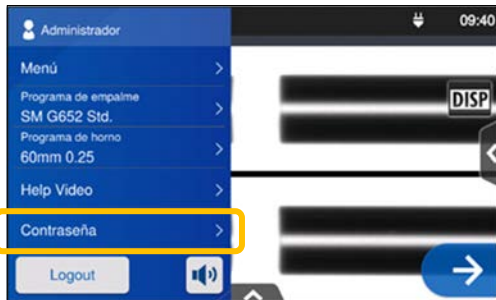 Administrador
09:40
Menú
Programa de empalme
SM G652 Std.
DISP
Programa de horno
60mm 0.25
Help Video
Contraseña
Logout